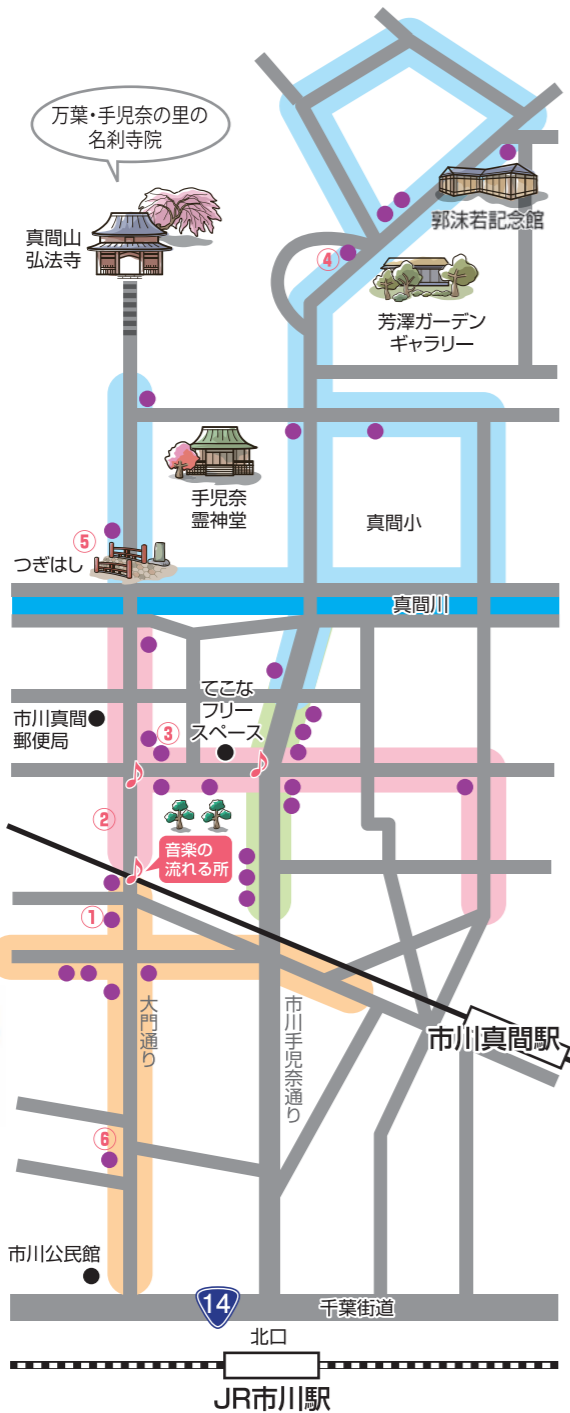 万葉・手児奈の里の
名刹寺院
真間山
弘法寺
郭沫若記念館
④
芳澤ガーデン
ギャラリー
手児奈
霊神堂
真間小
⑤
つぎはし
真間川
てこな
フリー
スペース
市川真間
郵便局
③
②
音楽の
流れる所
①
大門通り
市川手児奈通り
市川真間駅
⑥
市川公民館
14
千葉街道
北口
JR市川駅